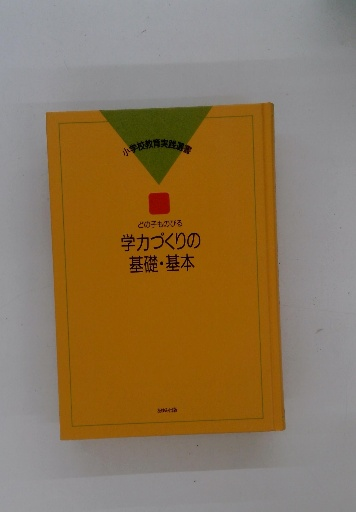 小学校教育実践選書
どの子ものびる
学力づくりの
基礎・基本